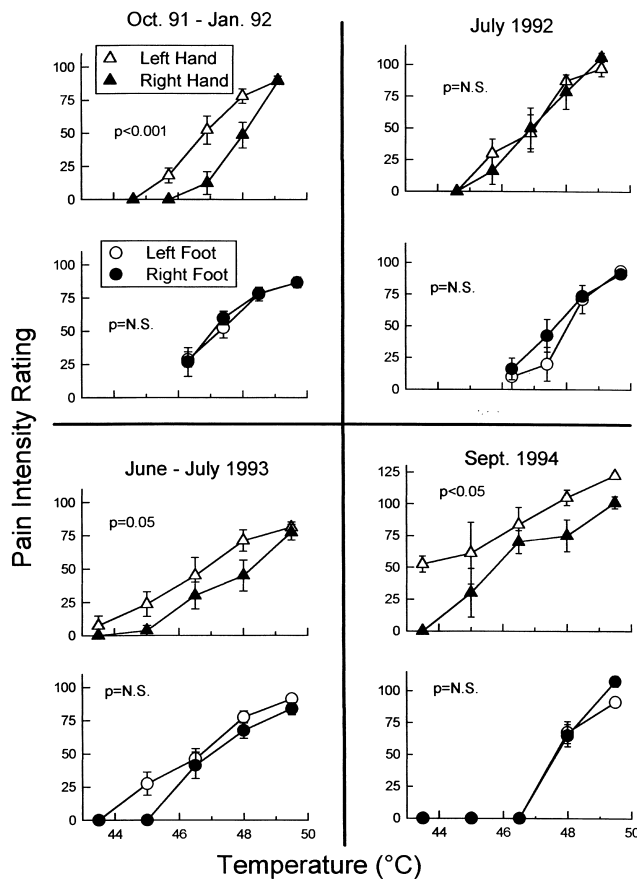 Oct. 91 - Jan. 92
Left Hand
Right Hand
100
75
50
25
0
p<0.001
July 1992
100
75
50
25
0
p=N.S.
Left Foot
Right Foot
100
75
50
25
0
p=N.S.
100
75
50
25
0
p=N.S.
Pain Intensity Rating
June - July 1993
100
75
50
25
0
p=0.05
Sept. 1994
125
100
75
50
25
0
p<0.05
100
75
50
25
0
p=N.S.
44 46 48 50
100
75
50
25
0
p=N.S.
44 46 48 50
Temperature (°C)